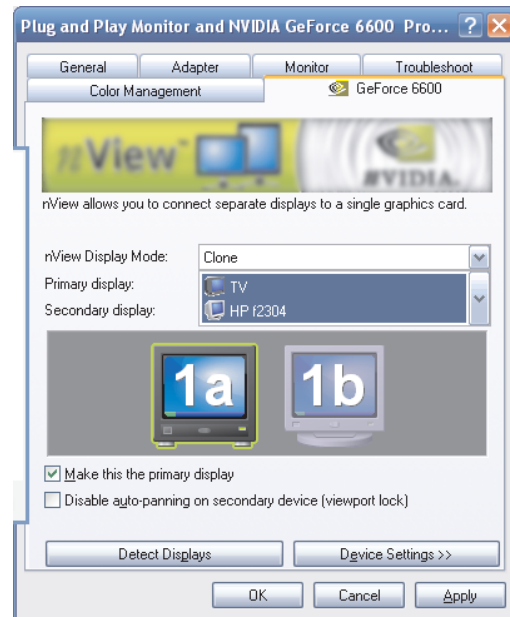 Plug and Play Monitor and NVIDIA GeForce 6600 Pro...
General Adapter Monitor Troubleshoot
Color Management GeForce 6600
nView
NVIDIA.
nView allows you to connect separate displays to a single graphics card.
nView Display Mode: Clone
Primary display: TV
Secondary display: HP f2304
1a 1b
Make this the primary display
Disable auto-panning on secondary device (viewport lock)
Detect Displays Device Settings >>
OK Cancel Apply